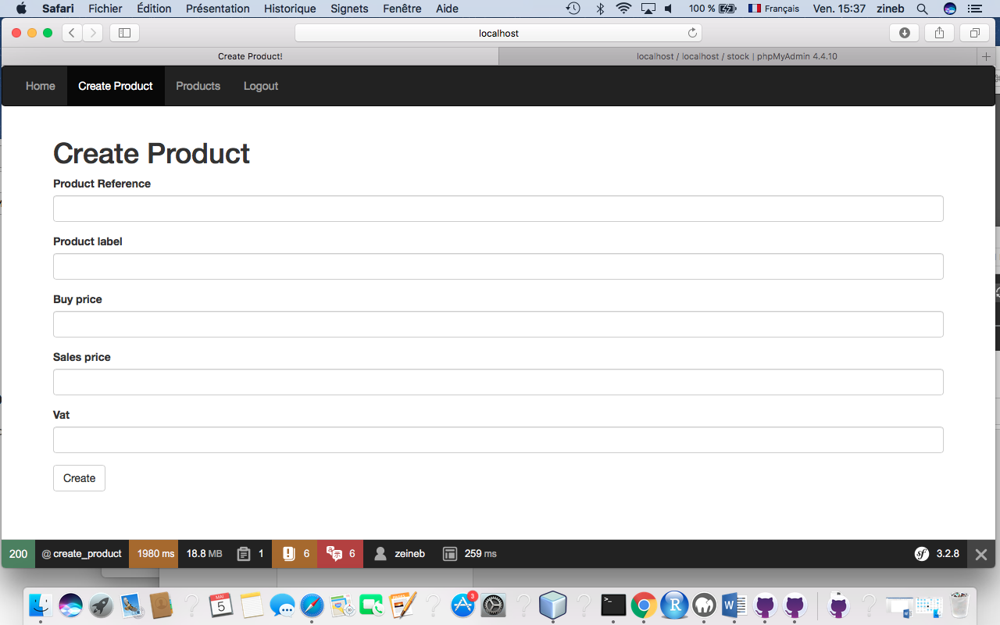 Safari Fichier Édition Présentation Historique Signets Fenêtre Aide 100 % Français Ven. 15:37 zineb
localhost
Create Product! localhost / localhost / stock | phpMyAdmin 4.4.10
Home Create Product Products Logout
Create Product
Product Reference
Product label
Buy price
Sales price
Vat
Create
200 @ create_product 1980 ms 18.8 MB 1 6 6 zeineb 259 ms sf 3.2.8
MAI
5
3
R
W